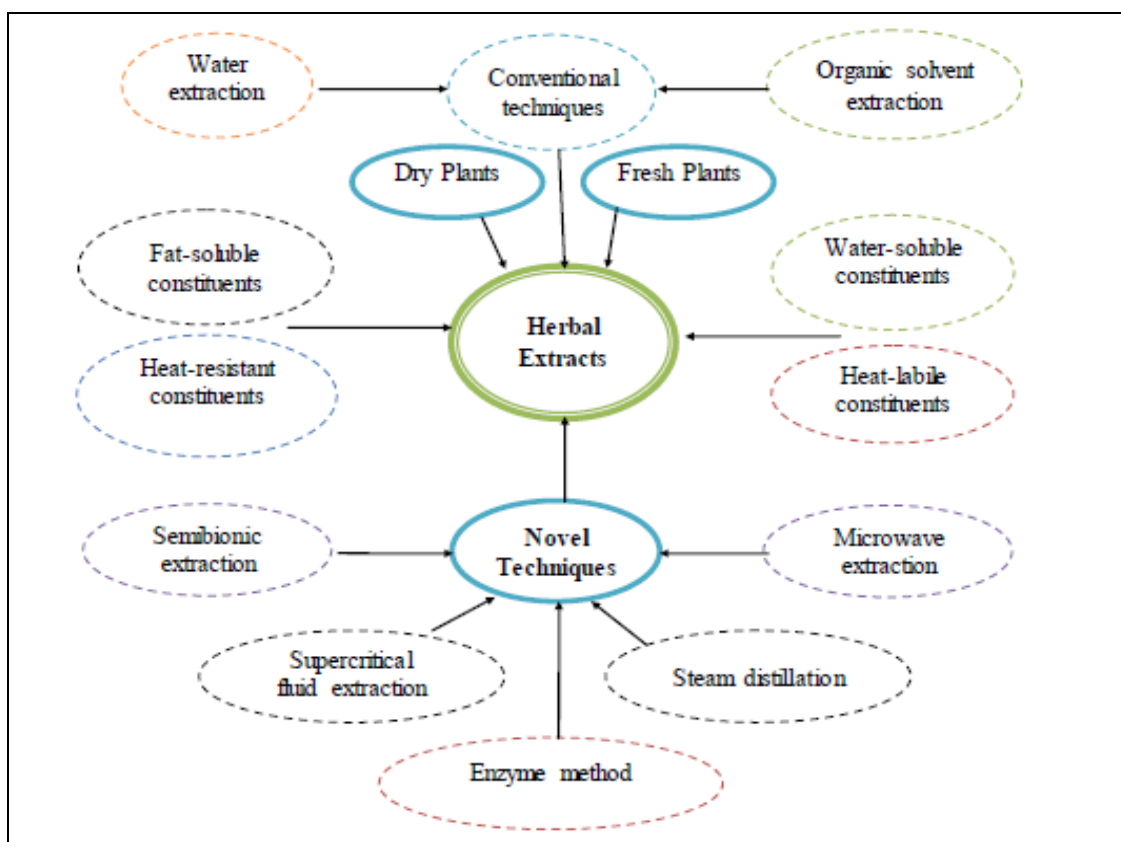 Water
extraction
Conventional
techniques
Organic solvent
extraction
Dry Plants
Fresh Plants
Fat-soluble
constituents
Water-soluble
constituents
Herbal
Extracts
Heat-resistant
constituents
Heat-labile
constituents
Semibionic
extraction
Novel
Techniques
Microwave
extraction
Supercritical
fluid extraction
Steam distillation
Enzyme method